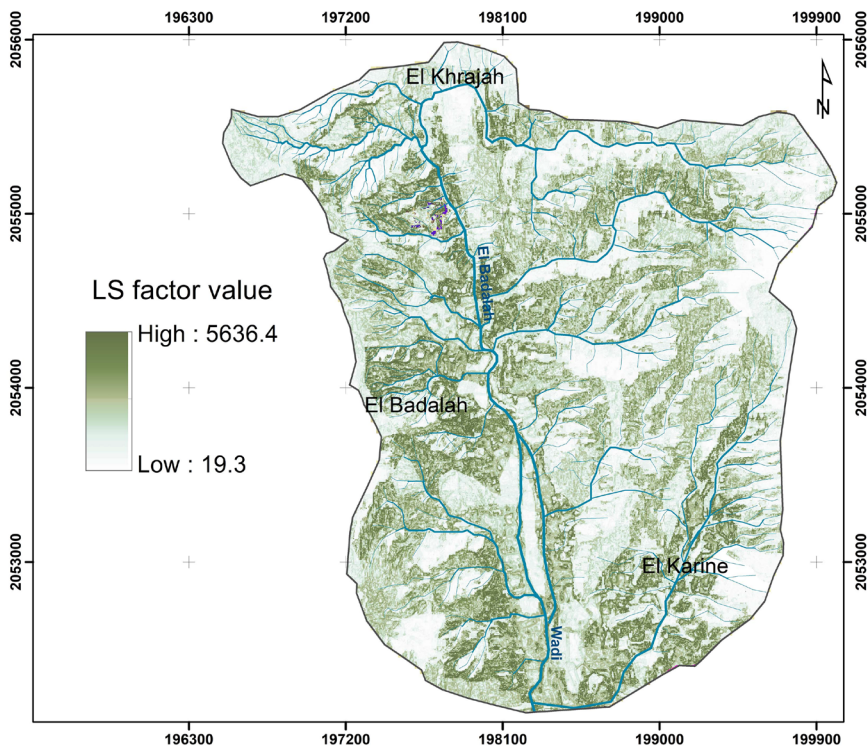 196300 197200 198100 199000 199900
2056000
2056000
El Khrajah
N
2055000
2055000
El Badalah
LS factor value
High : 5636.4
2054000
2054000
El Badalah
Low : 19.3
2053000
2053000
El Karine
Wadi
196300 197200 198100 199000 199900